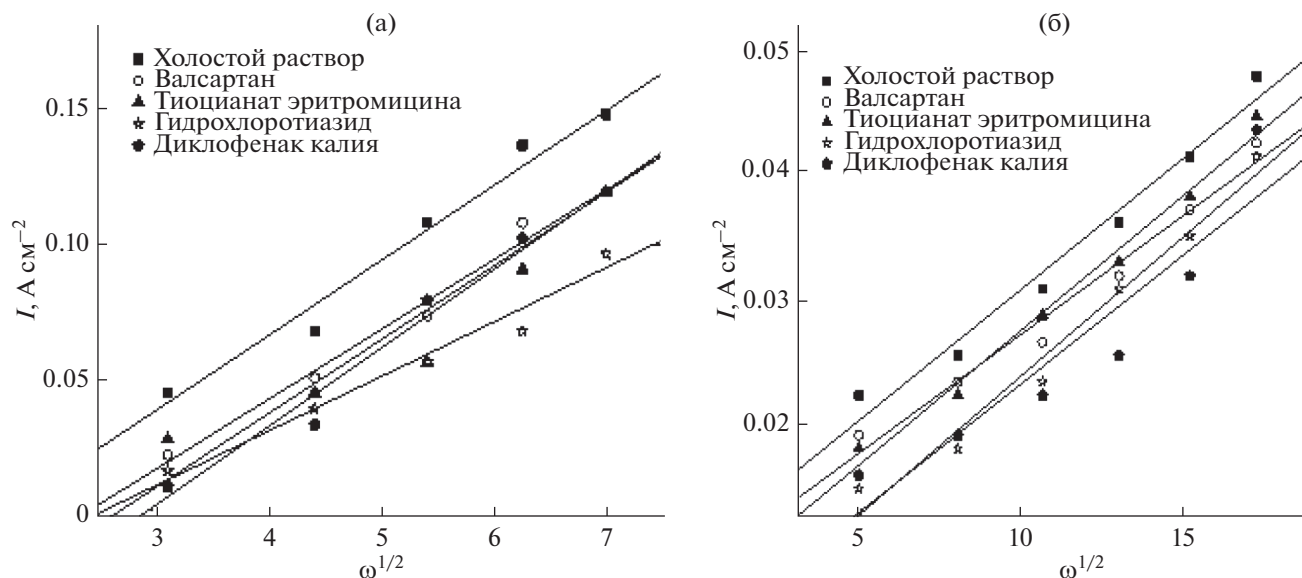 (а)
Холостой раствор
Валсартан
Тиоцианат эритромицина
Гидрохлоротиазид
Диклофенак калия
0.15
0.10
0.05
0
I, А см⁻²
3 4 5 6 7
ω^1/2
(б)
0.05
Холостой раствор
Валсартан
Тиоцианат эритромицина
Гидрохлоротиазид
Диклофенак калия
0.04
0.03
0.02
I, А см⁻²
5 10 15
ω^1/2